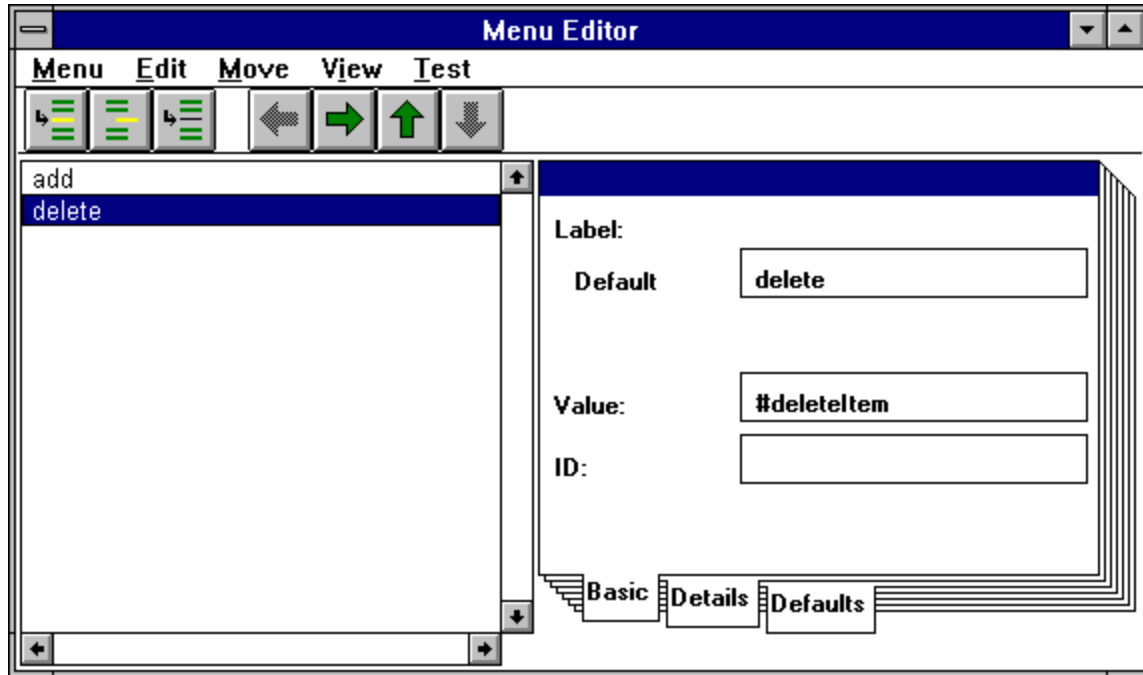 Menu Editor
Menu Edit Move View Test
add
delete
Label:
Default delete
Value: #deleteItem
ID:
Basic Details Defaults